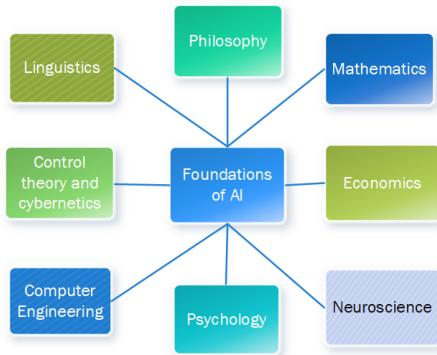 Philosophy
Linguistics
Mathematics
Control
theory and
cybernetics
Foundations
of AI
Economics
Computer
Engineering
Psychology
Neuroscience